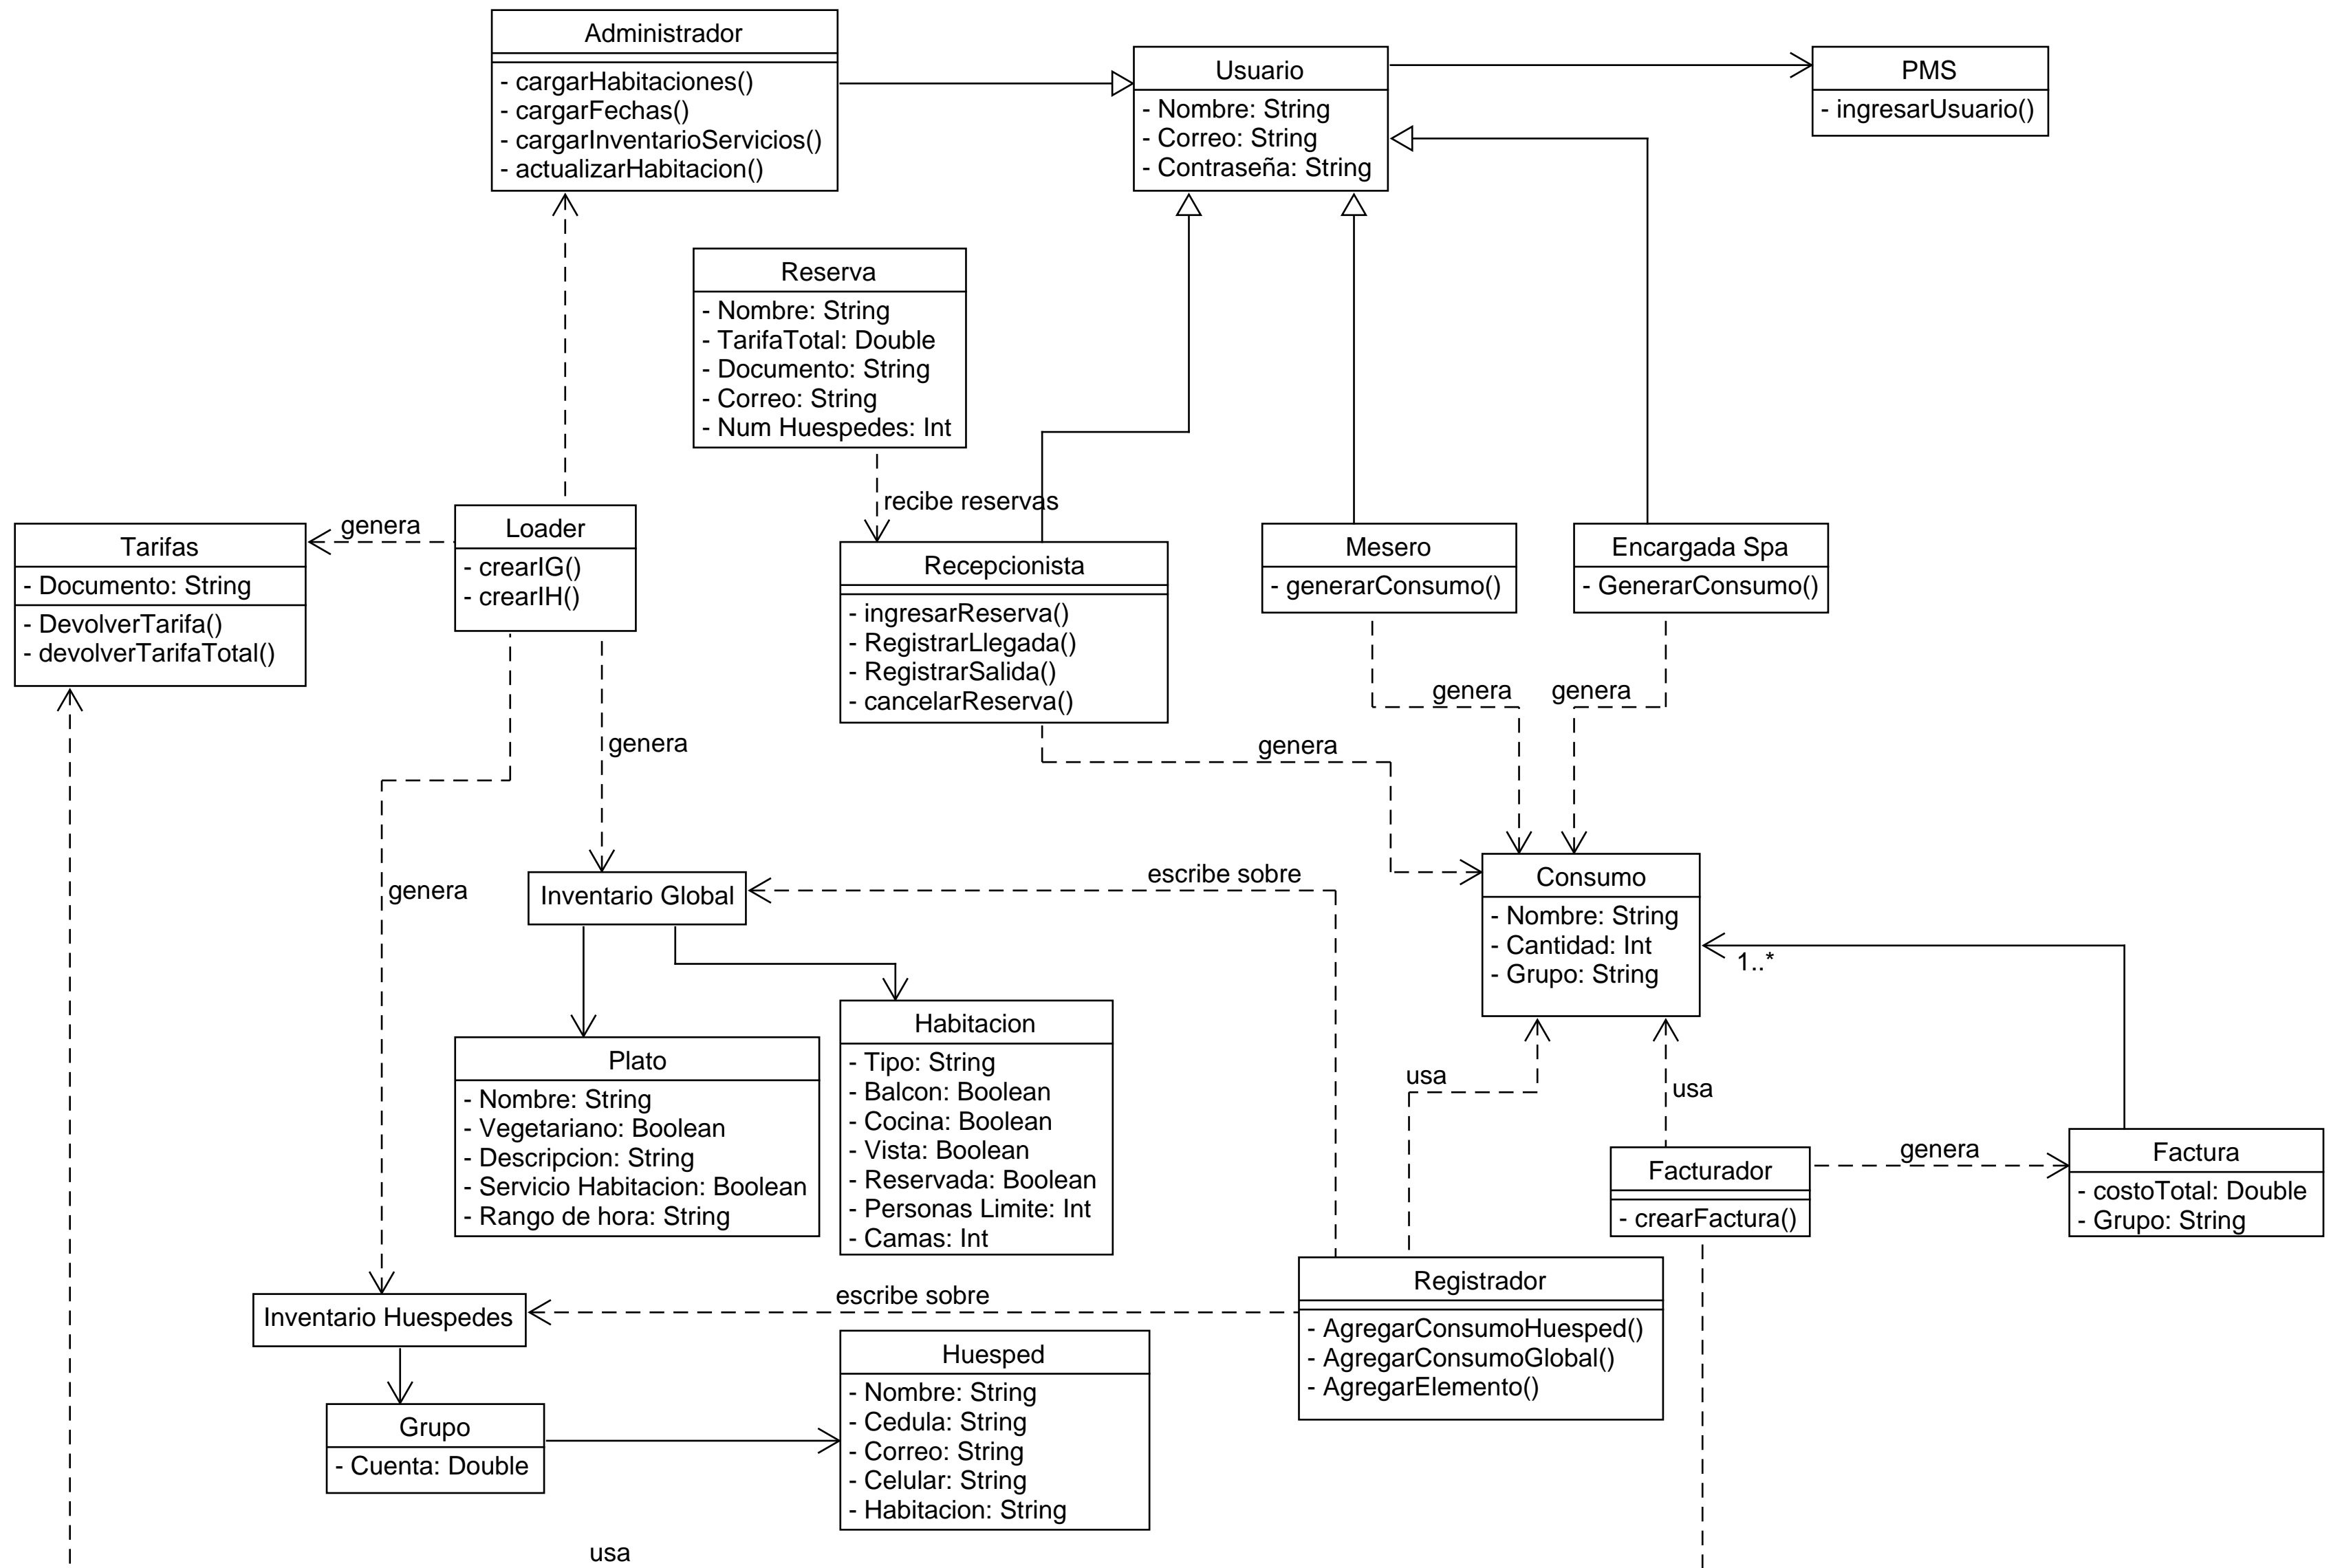 Administrador
- cargarHabitaciones()
- cargarFechas()
- cargarInventarioServicios()
- actualizarHabitacion()
Usuario
- Nombre: String
- Correo: String
- Contraseña: String
PMS
- ingresarUsuario()
Reserva
- Nombre: String
- TarifaTotal: Double
- Documento: String
- Correo: String
- Num Huespedes: Int
recibe reservas
Tarifas
- Documento: String
- DevolverTarifa()
- devolverTarifaTotal()
genera
Loader
- crearIG()
- crearIH()
Recepcionista
- ingresarReserva()
- RegistrarLlegada()
- RegistrarSalida()
- cancelarReserva()
Mesero
- generarConsumo()
Encargada Spa
- GenerarConsumo()
genera
genera
genera
genera
genera
Inventario Global
escribe sobre
Consumo
- Nombre: String
- Cantidad: Int
- Grupo: String
1..*
Plato
- Nombre: String
- Vegetariano: Boolean
- Descripcion: String
- Servicio Habitacion: Boolean
- Rango de hora: String
Habitacion
- Tipo: String
- Balcon: Boolean
- Cocina: Boolean
- Vista: Boolean
- Reservada: Boolean
- Personas Limite: Int
- Camas: Int
usa
usa
Facturador
- crearFactura()
genera
Factura
- costoTotal: Double
- Grupo: String
Inventario Huespedes
escribe sobre
Registrador
- AgregarConsumoHuesped()
- AgregarConsumoGlobal()
- AgregarElemento()
Grupo
- Cuenta: Double
Huesped
- Nombre: String
- Cedula: String
- Correo: String
- Celular: String
- Habitacion: String
usa